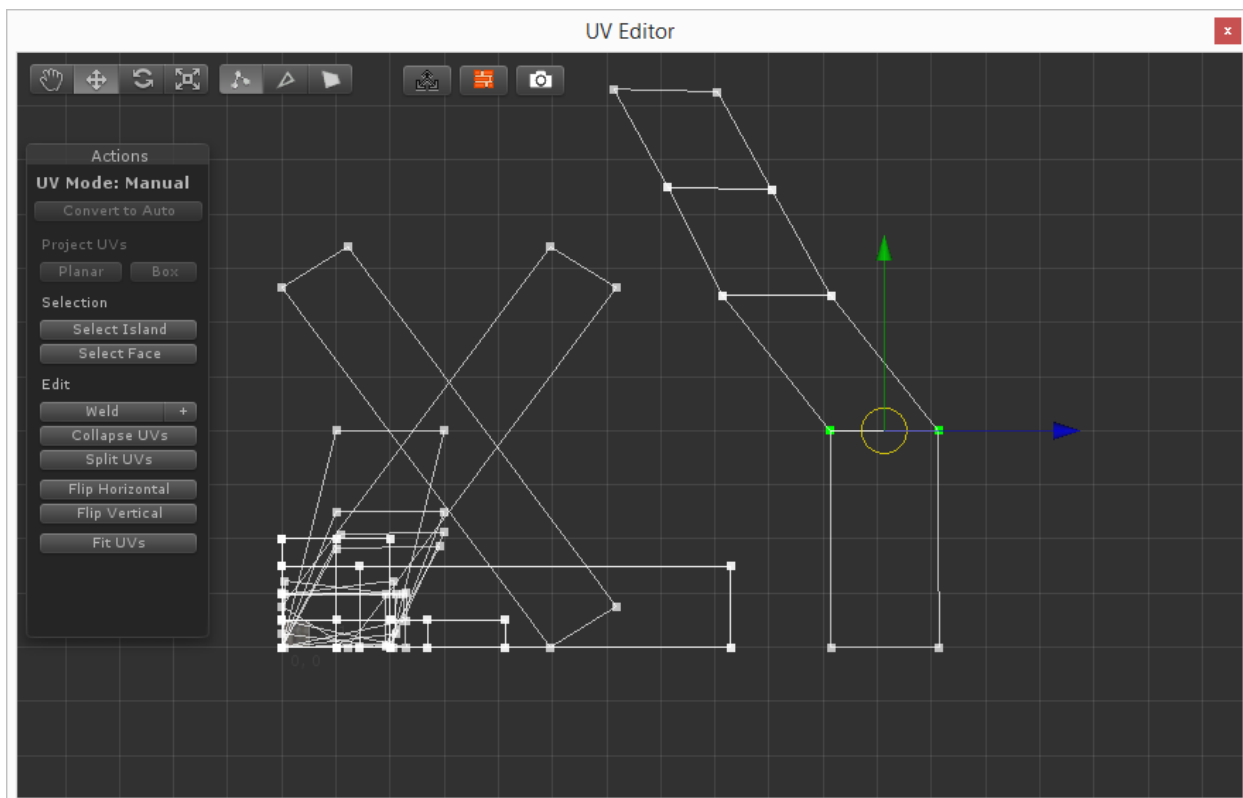 UV Editor
x
Actions
UV Mode: Manual
Convert to Auto
Project UVs
Planar Box
Selection
Select Island
Select Face
Edit
Weld +
Collapse UVs
Split UVs
Flip Horizontal
Flip Vertical
Fit UVs
0, 0